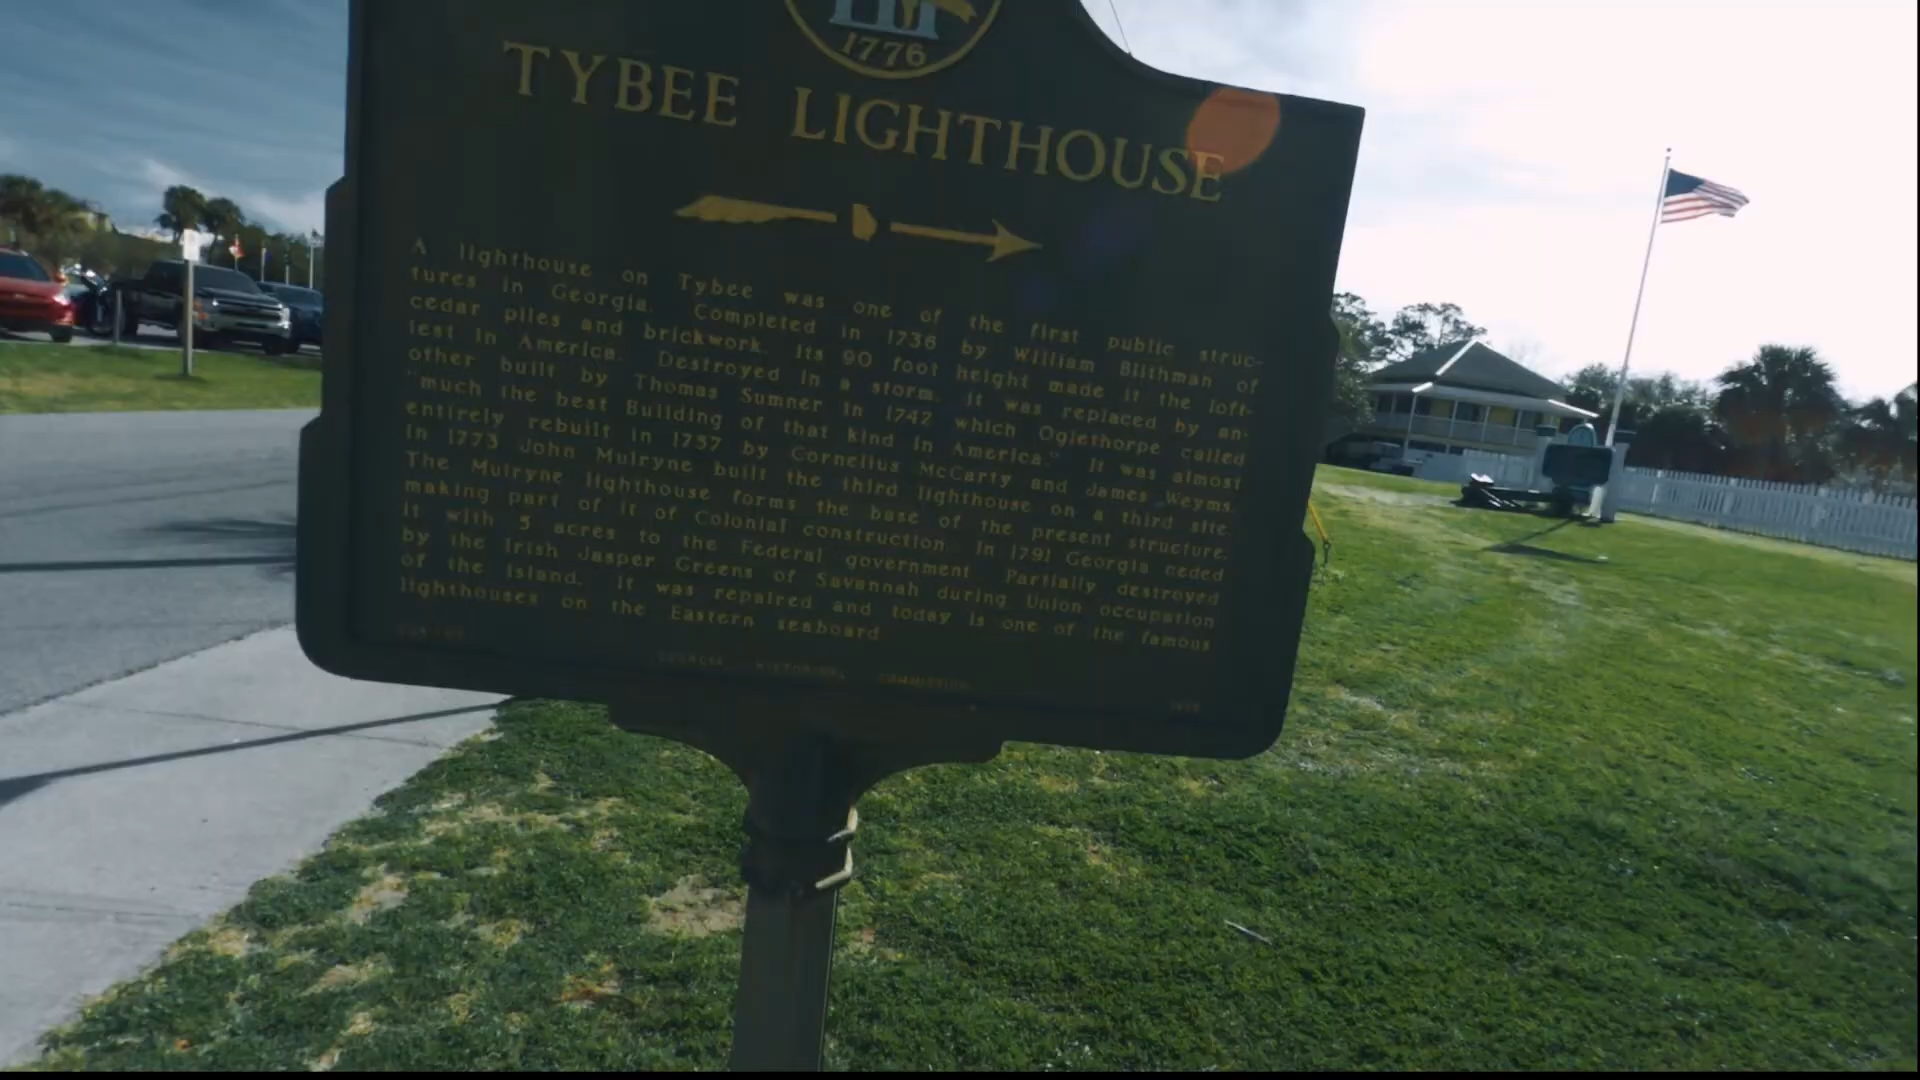 1776
TYBEE LIGHTHOUSE
A lighthouse on Tybee was one of the first public struc-
tures in Georgia. Completed in 1736 by William Blithman of
cedar piles and brickwork, its 90 foot height made it the loft-
iest in America. Destroyed in a storm, it was replaced by an-
other built by Thomas Sumner in 1742 which Oglethorpe called
"much the best Building of that kind in America." It was almost
entirely rebuilt in 1757 by Cornelius McCarty and James Weyms.
In 1773 John Mulryne built the third lighthouse on a third site.
The Mulryne lighthouse forms the base of the present structure,
making part of it of Colonial construction. In 1791 Georgia ceded
it with 5 acres to the Federal government. Partially destroyed
by the Irish Jasper Greens of Savannah during Union occupation
of the island, it was repaired and today is one of the famous
lighthouses on the Eastern seaboard
GEORGIA HISTORICAL COMMISSION